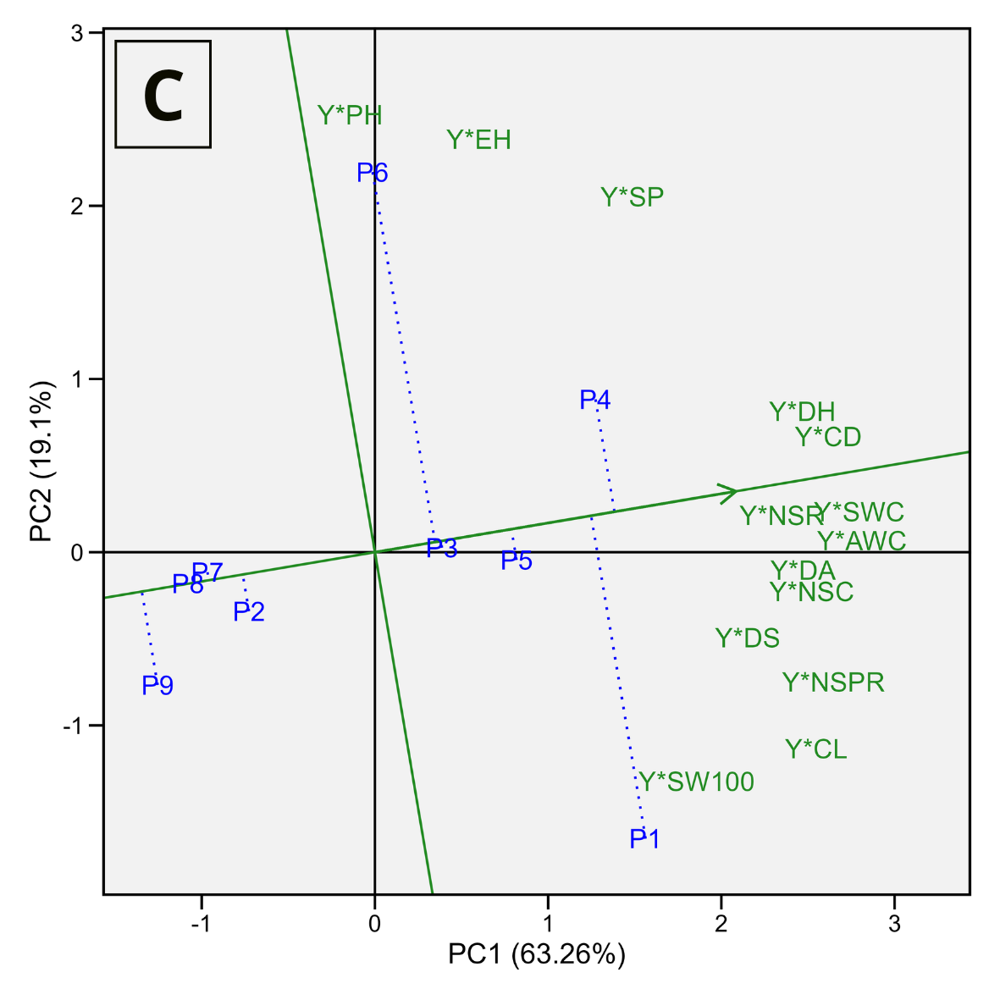 3
C
Y*PH
Y*EH
P6
Y*SP
2
P4
Y*DH
1
Y*CD
PC2 (19.1%)
Y*NSR
Y*SWC
Y*AWC
P3
0
P5
P7
Y*DA
P8
Y*NSC
P2
Y*DS
P9
Y*NSPR
-1
Y*CL
Y*SW100
P1
-1 0 1 2 3
PC1 (63.26%)